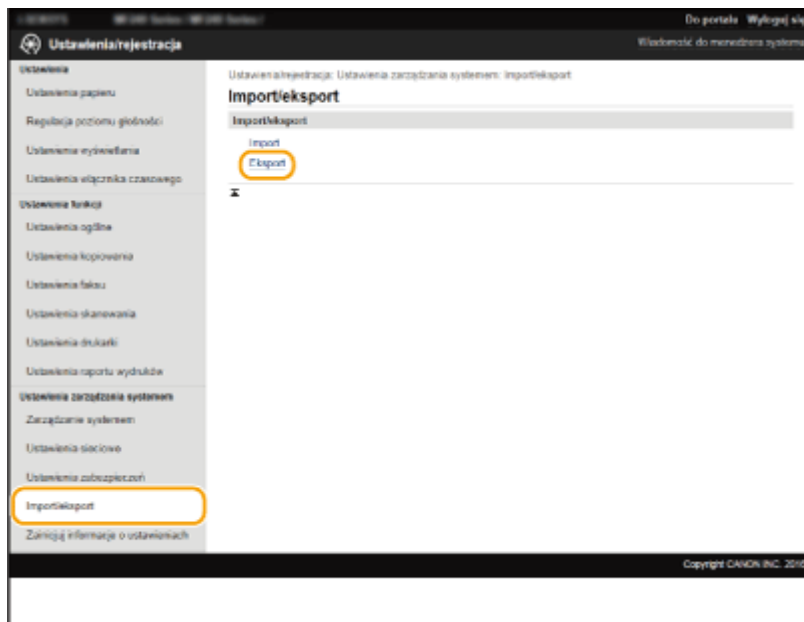 Do portalu Wyloguj się
Ustawienia/rejestracja
Wiadomość do menedżera systemu
Ustawienia
Ustawienia papieru
Regulacja poziomu głośności
Ustawienia wyświetlania
Ustawienia włącznika czasowego
Ustawienia funkcji
Ustawienia ogólne
Ustawienia kopiowania
Ustawienia faksu
Ustawienia skanowania
Ustawienia drukarki
Ustawienia raportu wydruków
Ustawienia zarządzania systemem
Zarządzanie systemem
Ustawienia sieciowe
Ustawienia zabezpieczeń
Import/eksport
Zainicjuj informacje o ustawieniach
Ustawienia/rejestracja: Ustawienia zarządzania systemem: Import/eksport
Import/eksport
Import/eksport
Import
Eksport
Copyright CANON INC. 2016